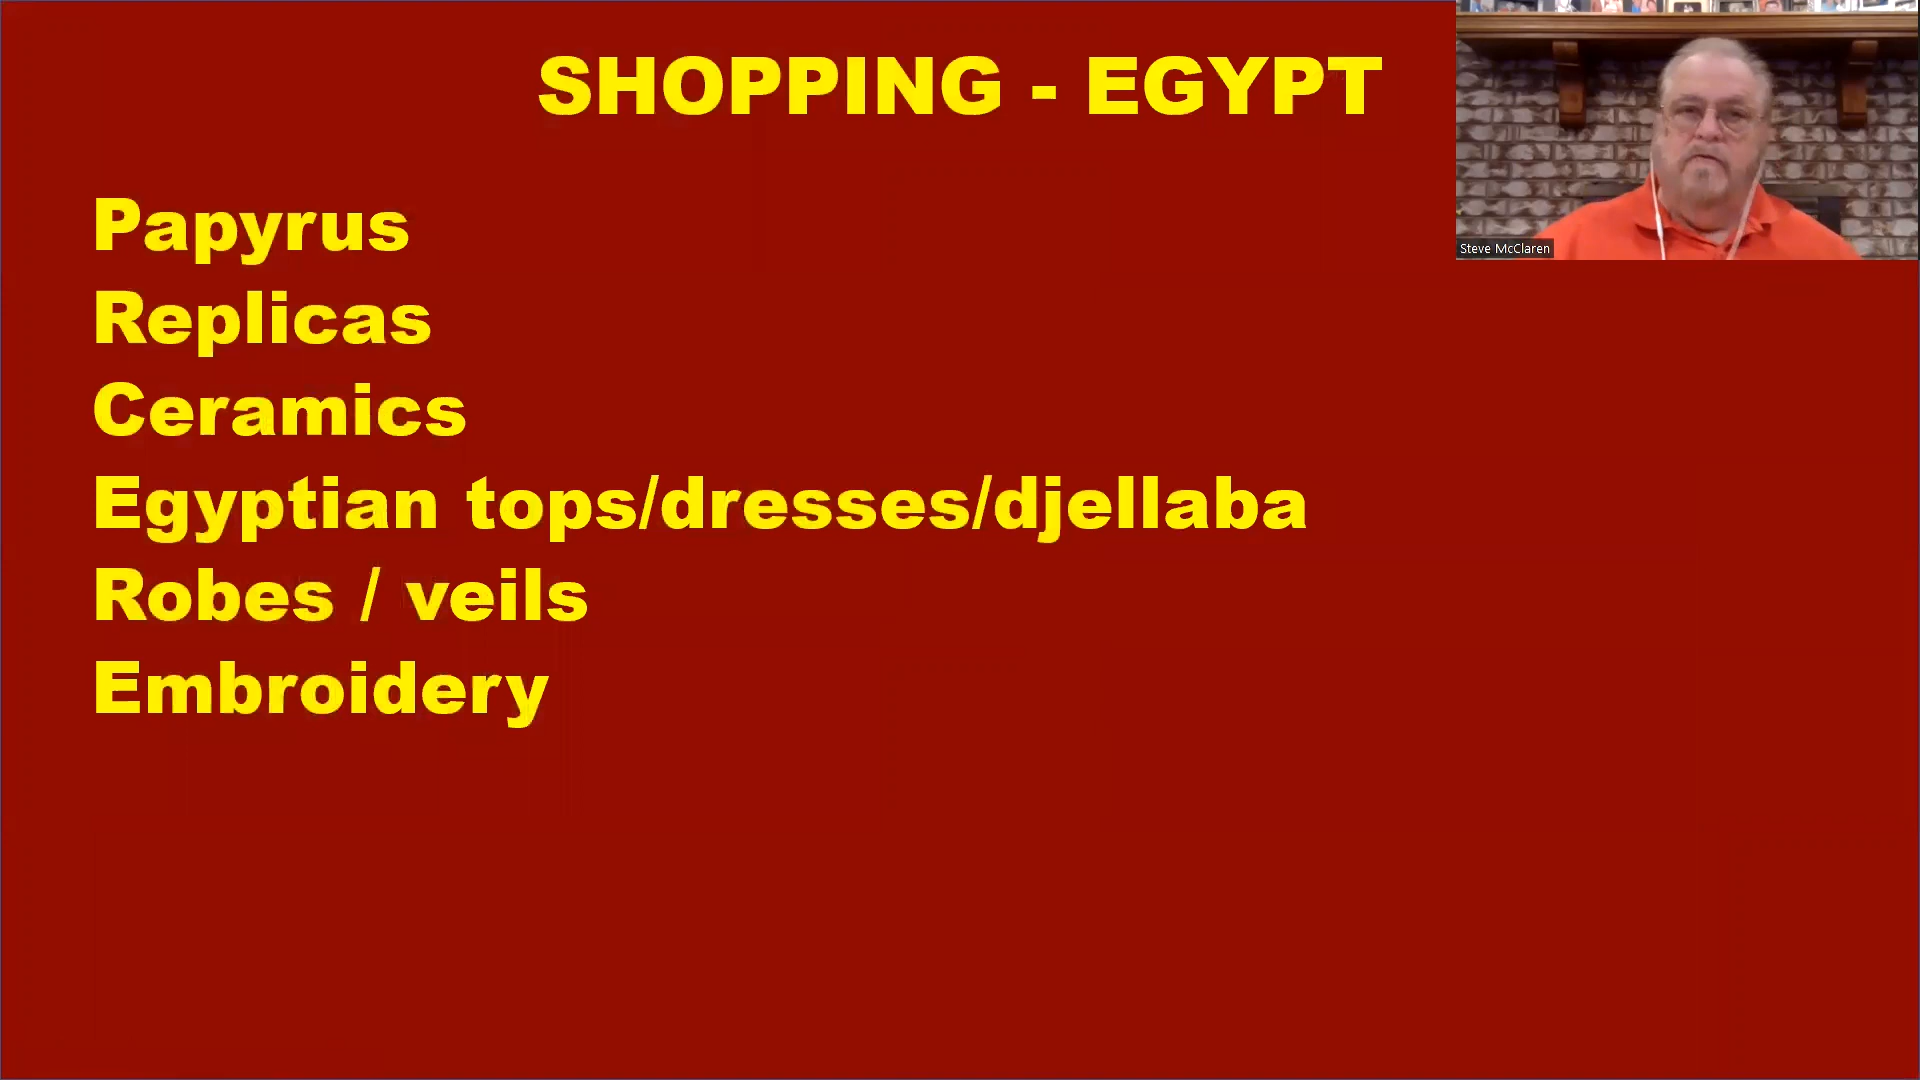 SHOPPING - EGYPT
Papyrus
Replicas
Ceramics
Egyptian tops/dresses/djellaba
Robes / veils
Embroidery
Steve McClaren